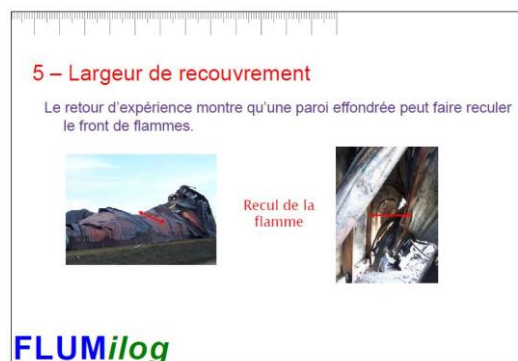 5 – Largeur de recouvrement
Le retour d'expérience montre qu'une paroi effondrée peut faire reculer
le front de flammes.
Recul de la
flamme
FLUMilog